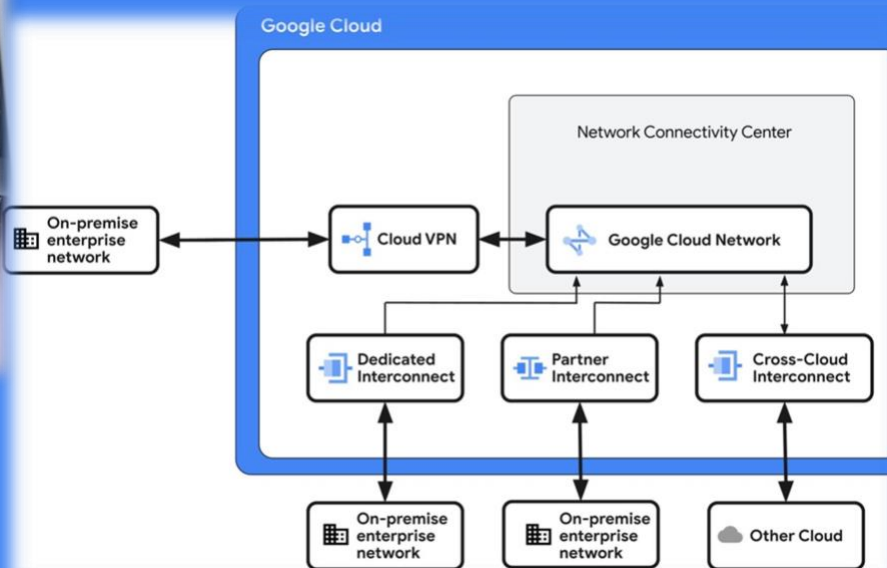 Google Cloud
Network Connectivity Center
On-premise
enterprise
network
Cloud VPN
Google Cloud Network
Dedicated
Interconnect
Partner
Interconnect
Cross-Cloud
Interconnect
On-premise
enterprise
network
On-premise
enterprise
network
Other Cloud